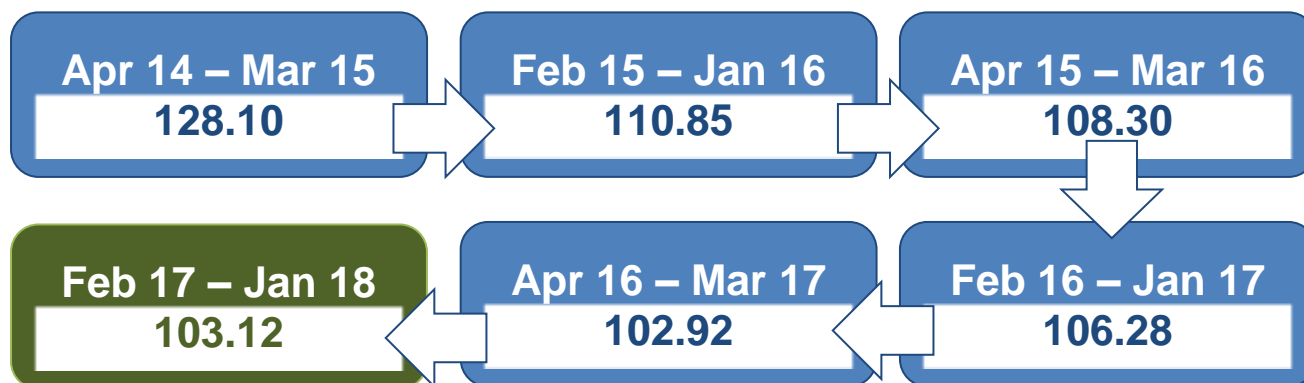 Apr 14 – Mar 15
128.10
Feb 15 – Jan 16
110.85
Apr 15 – Mar 16
108.30
Feb 16 – Jan 17
106.28
Apr 16 – Mar 17
102.92
Feb 17 – Jan 18
103.12